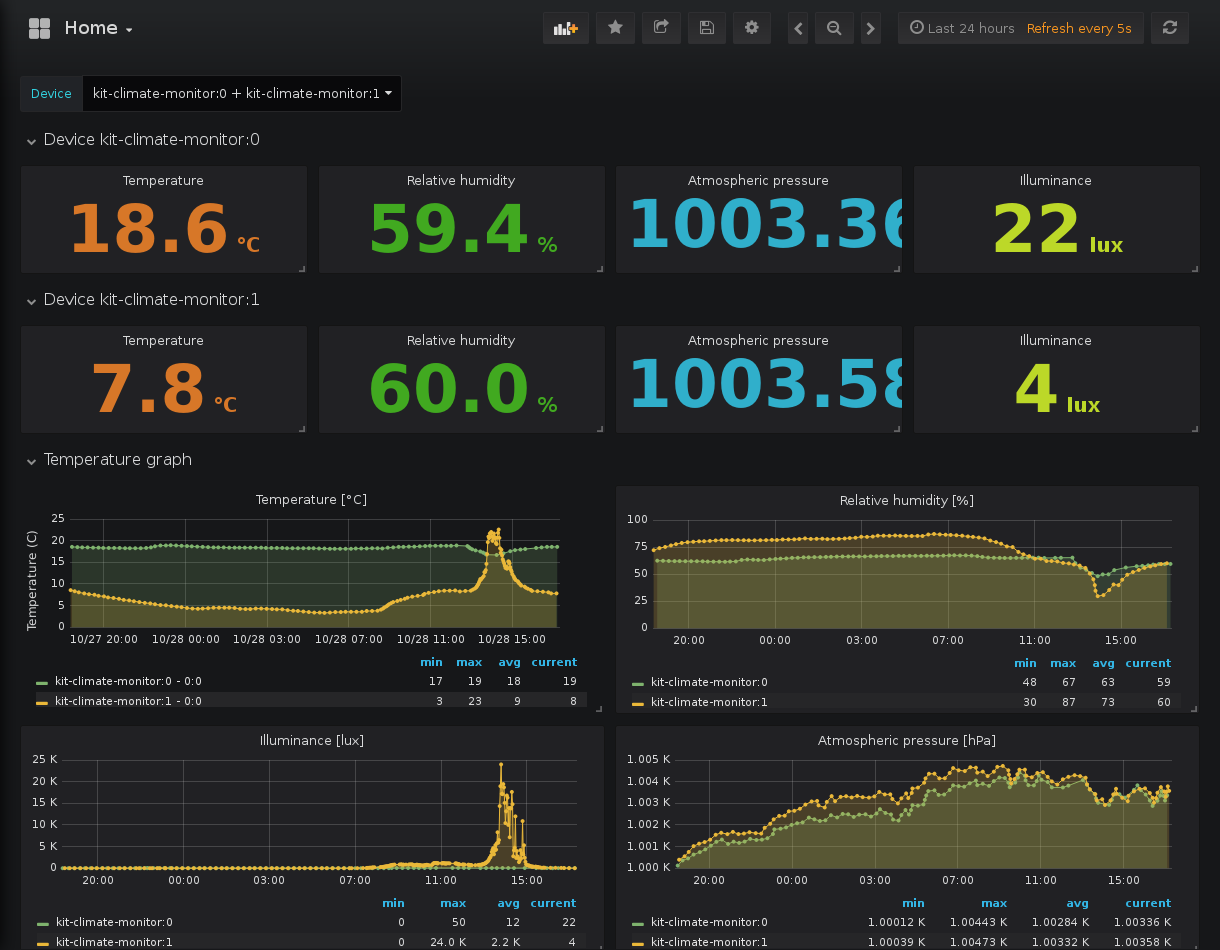 Home
Last 24 hours Refresh every 5s
Device kit-climate-monitor:0 + kit-climate-monitor:1
Device kit-climate-monitor:0
Temperature Relative humidity Atmospheric pressure Illuminance
18.6 °C 59.4 % 1003.36 22 lux
Device kit-climate-monitor:1
Temperature Relative humidity Atmospheric pressure Illuminance
7.8 °C 60.0 % 1003.58 4 lux
Temperature graph
Temperature [°C]
Temperature (C)
25
20
15
10
5
0
10/27 20:00 10/28 00:00 10/28 03:00 10/28 07:00 10/28 11:00 10/28 15:00
min max avg current
kit-climate-monitor:0 - 0:0 17 19 18 19
kit-climate-monitor:1 - 0:0 3 23 9 8
Relative humidity [%]
100
75
50
25
0
20:00 00:00 03:00 07:00 11:00 15:00
min max avg current
kit-climate-monitor:0 48 67 63 59
kit-climate-monitor:1 30 87 73 60
Illuminance [lux]
25 K
20 K
15 K
10 K
5 K
0
20:00 00:00 03:00 07:00 11:00 15:00
min max avg current
kit-climate-monitor:0 0 50 12 22
kit-climate-monitor:1 0 24.0 K 2.2 K 4
Atmospheric pressure [hPa]
1.005 K
1.004 K
1.003 K
1.002 K
1.001 K
1.000 K
20:00 00:00 03:00 07:00 11:00 15:00
min max avg current
kit-climate-monitor:0 1.00012 K 1.00443 K 1.00284 K 1.00336 K
kit-climate-monitor:1 1.00039 K 1.00473 K 1.00332 K 1.00358 K